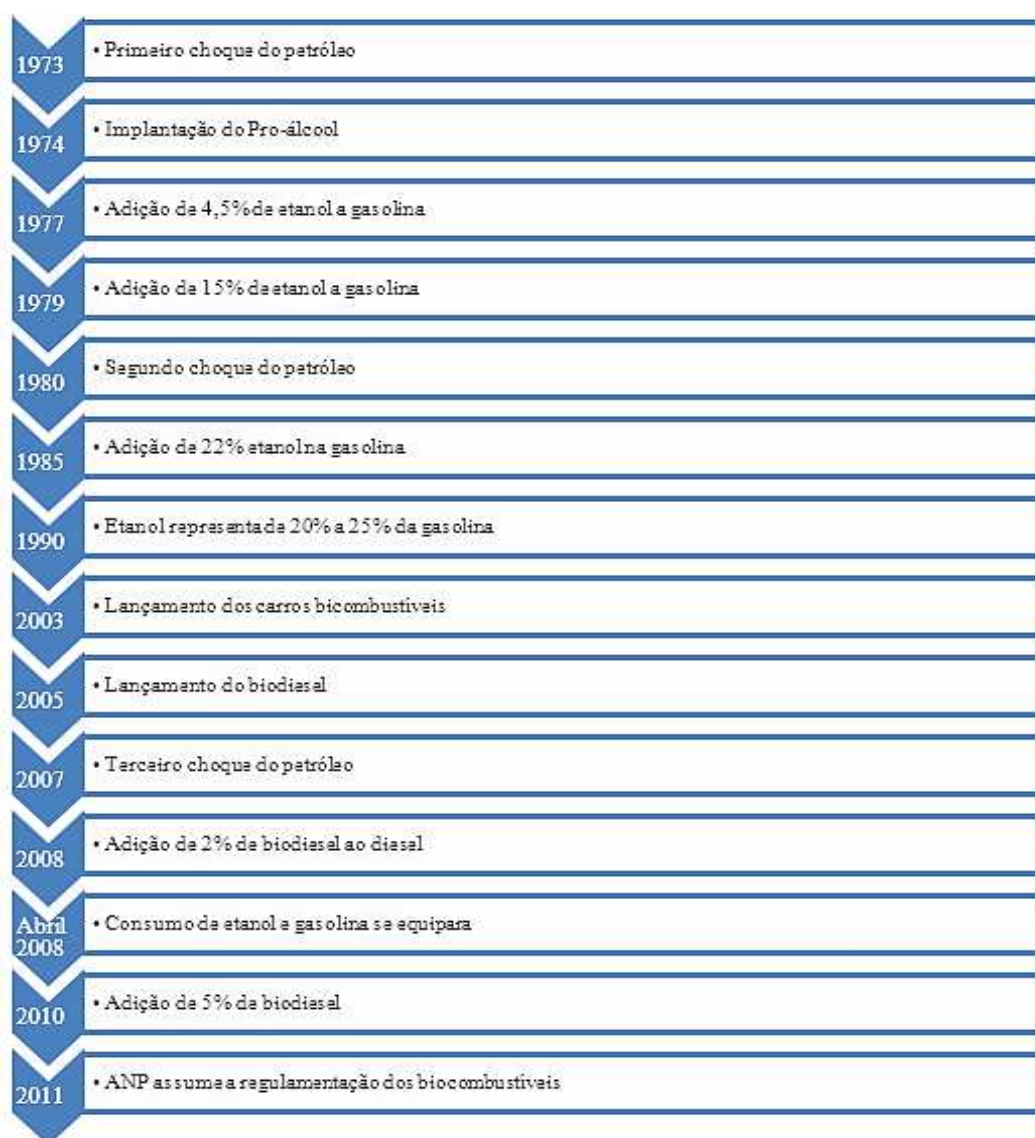 1973
• Primeiro choque do petróleo
1974
• Implantação do Pro-álcool
1977
• Adição de 4,5% de etanol a gasolina
1979
• Adição de 15% de etanol a gasolina
1980
• Segundo choque do petróleo
1985
• Adição de 22% etanol na gasolina
1990
• Etanol representa de 20% a 25% da gasolina
2003
• Lançamento dos carros bicombustíveis
2005
• Lançamento do biodiesel
2007
• Terceiro choque do petróleo
2008
• Adição de 2% de biodiesel ao diesel
Abril
2008
• Consumo de etanol e gasolina se equipara
2010
• Adição de 5% de biodiesel
2011
• ANP assume a regulamentação dos biocombustíveis